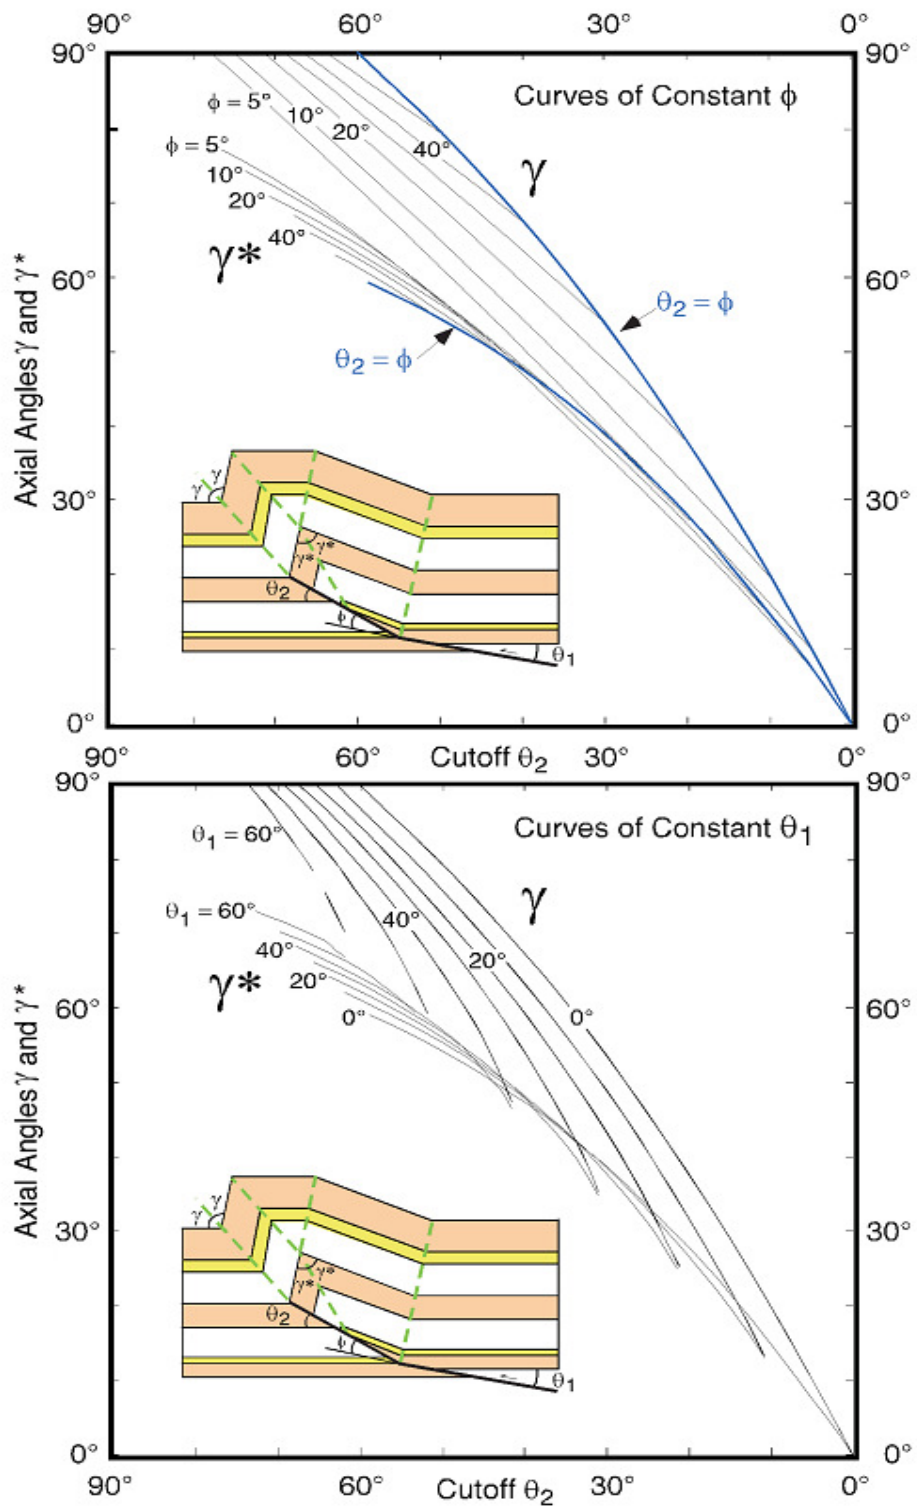 90° 60° 30° 0°
90° 90°
Curves of Constant ϕ
ϕ = 5°
10°
20°
40°
γ
ϕ = 5°
10°
20°
40°
γ*
60° 60°
θ2 = ϕ
θ2 = ϕ
Axial Angles γ and γ*
30° 30°
γ
γ
γ*
γ*
θ2
ϕ
θ1
0° 0°
90° 60° Cutoff θ2 30° 0°
90° 90°
Curves of Constant θ1
θ1 = 60°
γ
40°
θ1 = 60°
40°
20°
γ*
20°
0°
0°
60° 60°
Axial Angles γ and γ*
30° 30°
γ
γ
γ*
γ*
θ2
ϕ
θ1
0° 0°
90° 60° Cutoff θ2 30° 0°